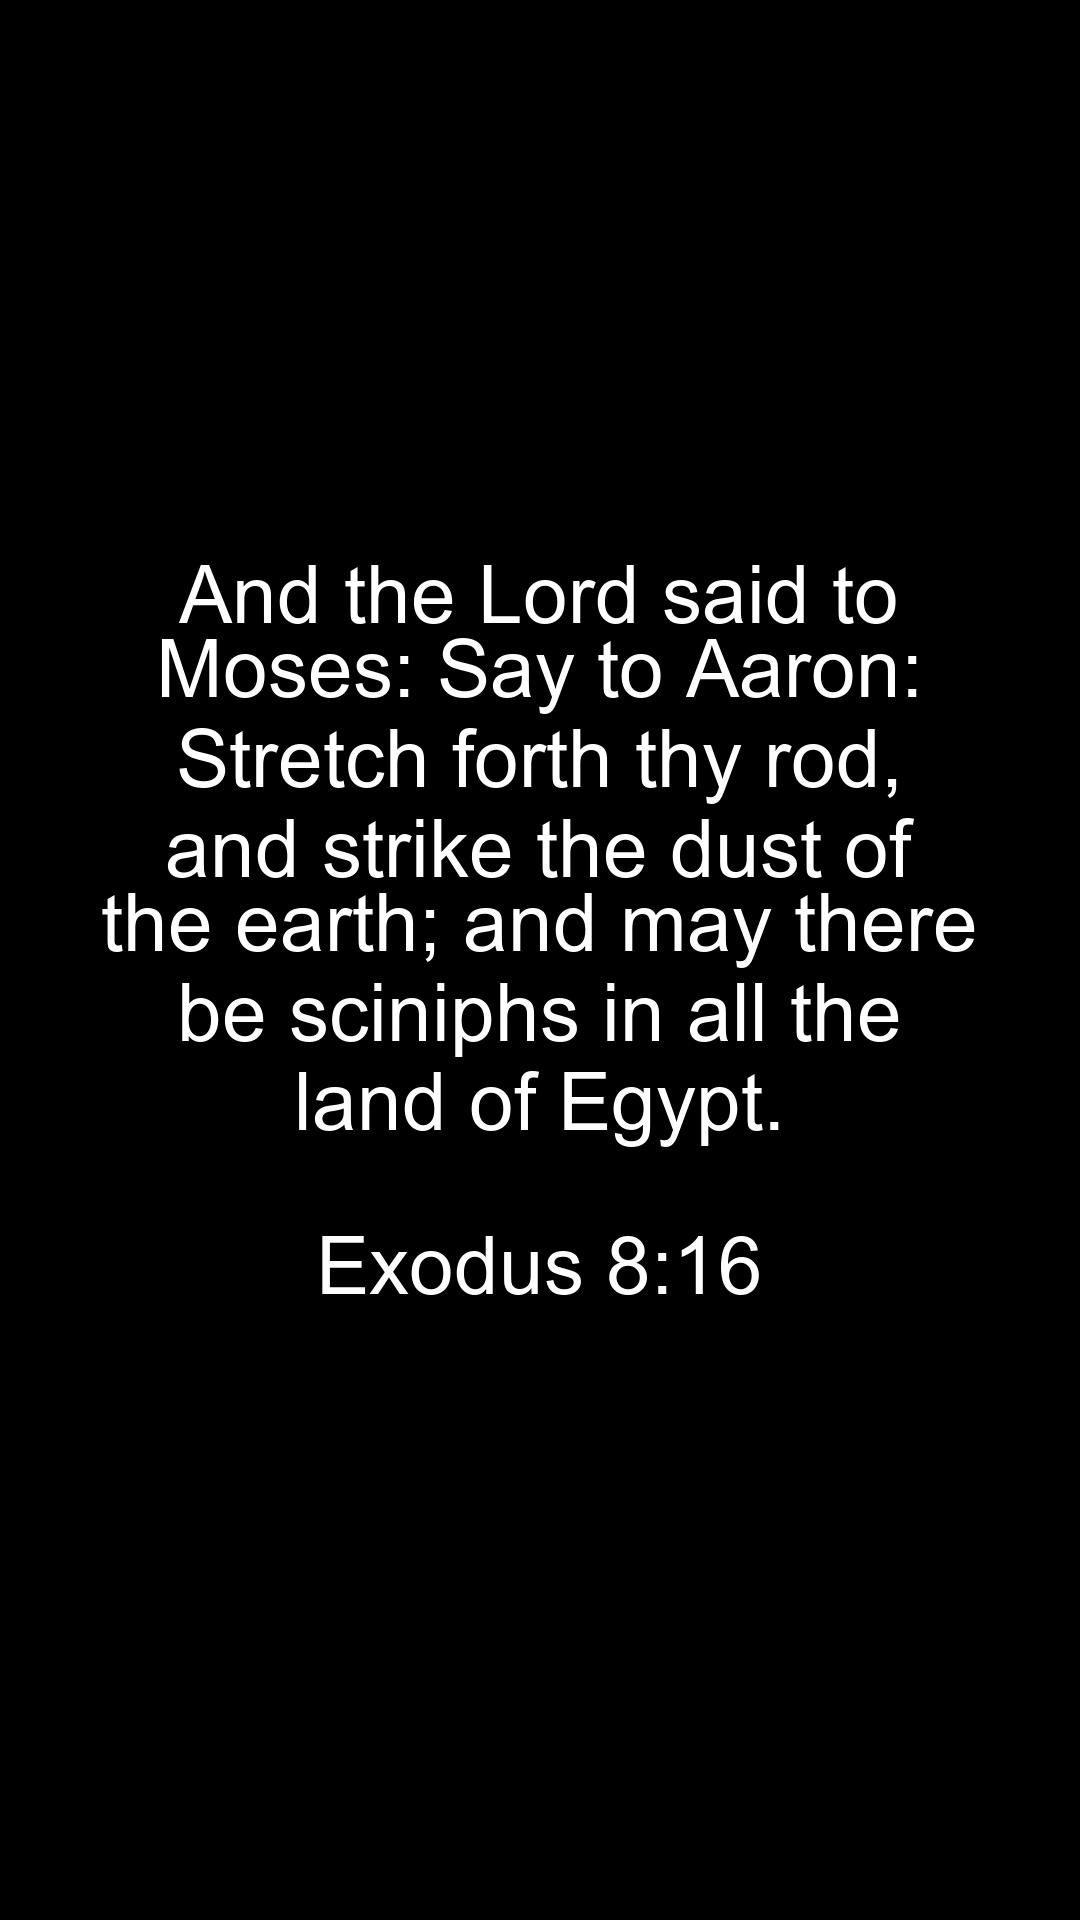 And the Lord said to
Moses: Say to Aaron:
Stretch forth thy rod,
and strike the dust of
the earth; and may there
be sciniphs in all the
land of Egypt.
Exodus 8:16